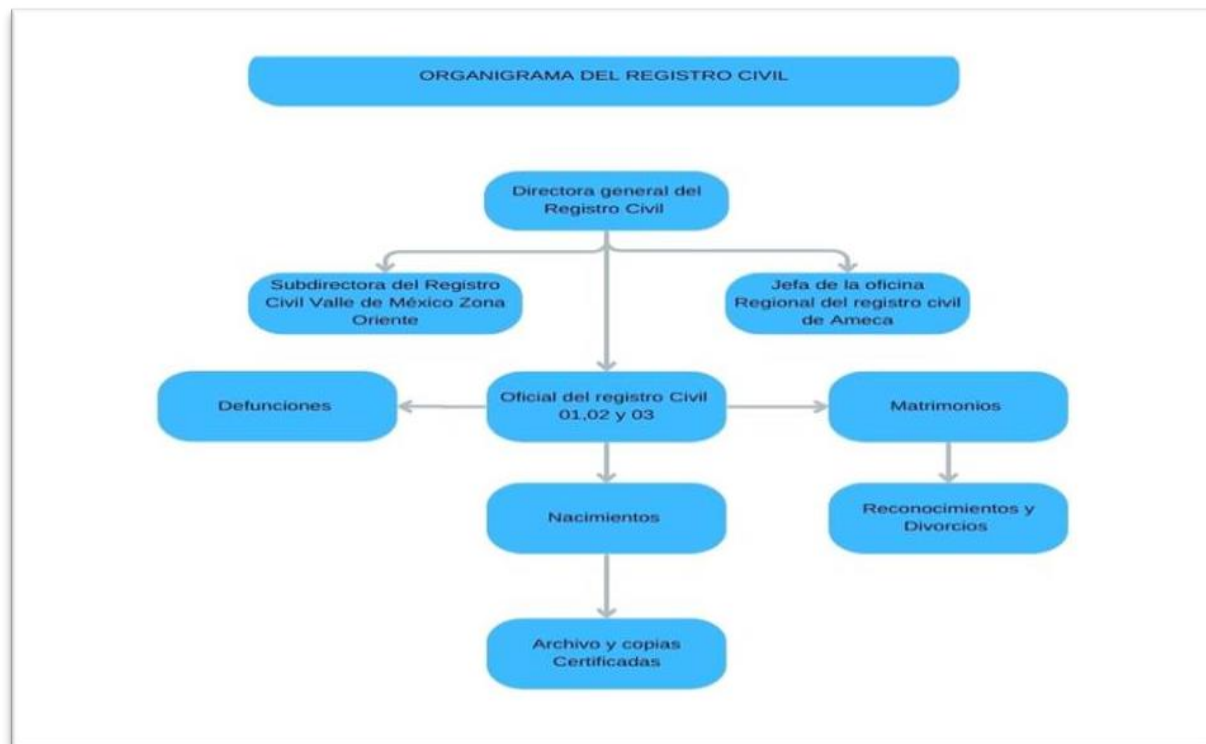 ORGANIGRAMA DEL REGISTRO CIVIL
Directora general del
Registro Civil
Subdirectora del Registro
Civil Valle de México Zona
Oriente
Jefa de la oficina
Regional del registro civil
de Ameca
Defunciones
Oficial del registro Civil
01,02 y 03
Matrimonios
Nacimientos
Reconocimientos y
Divorcios
Archivo y copias
Certificadas